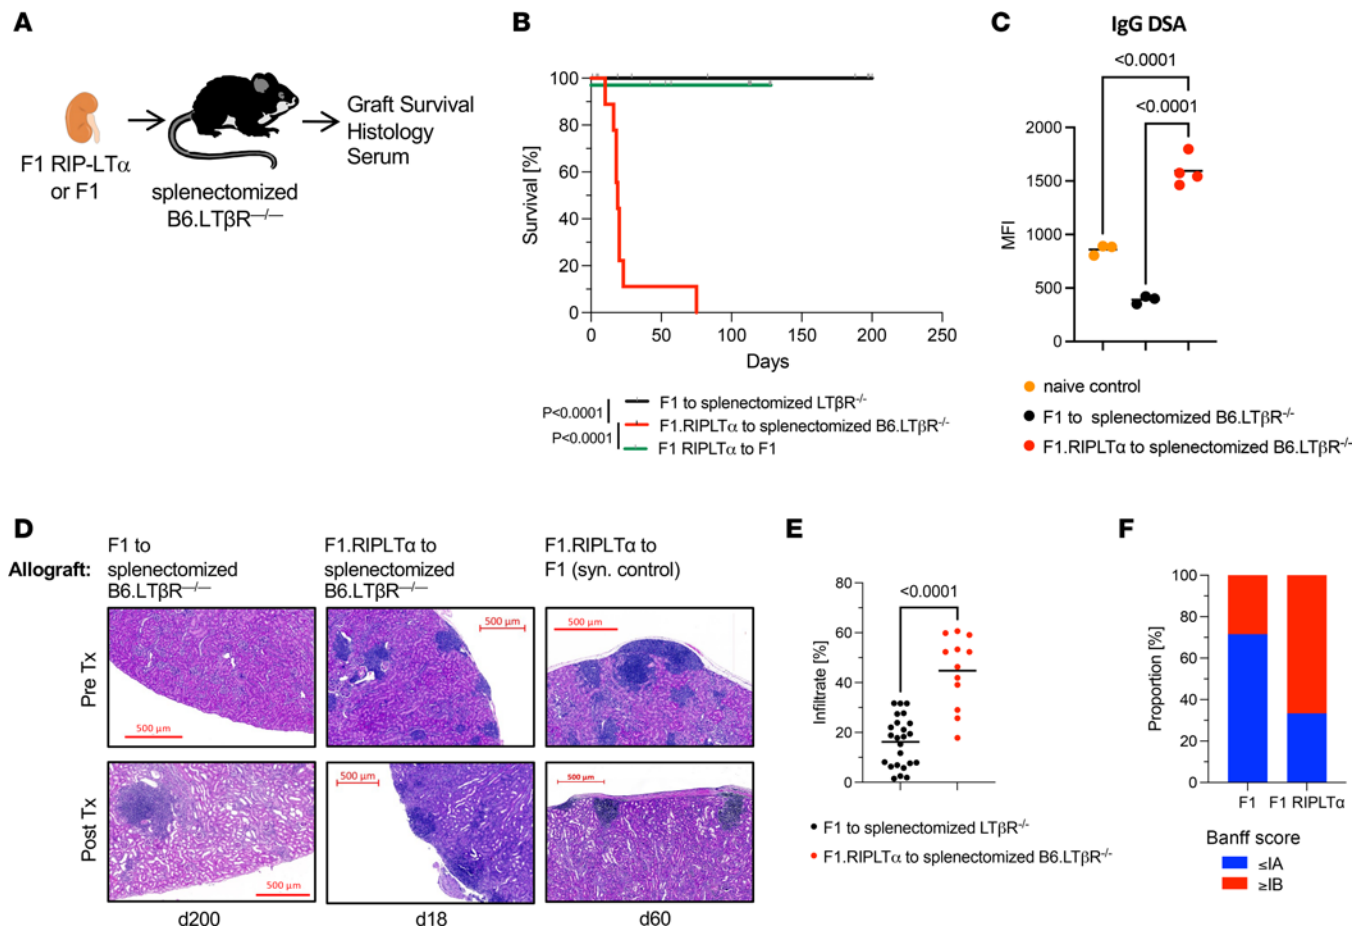 A
F1 RIP-LTα
or F1
splenectomized
B6.LTβR—/—
Graft Survival
Histology
Serum
B
Survival [%]
100
80
60
40
20
0
0 50 100 150 200 250
Days
P<0.0001
P<0.0001
F1 to splenectomized LTβR-/-
F1.RIPLTα to splenectomized B6.LTβR-/-
F1 RIPLTα to F1
C
IgG DSA
<0.0001
<0.0001
MFI
2000
1500
1000
500
0
naive control
F1 to splenectomized B6.LTβR-/-
F1.RIPLTα to splenectomized B6.LTβR-/-
D
Allograft:
F1 to
splenectomized
B6.LTβR—/—
F1.RIPLTα to
splenectomized
B6.LTβR—/—
F1.RIPLTα to
F1 (syn. control)
Pre Tx
500 µm
500 µm
500 µm
Post Tx
500 µm
500 µm
500 µm
d200
d18
d60
E
<0.0001
Infiltrate [%]
80
60
40
20
0
F1 to splenectomized LTβR-/-
F1.RIPLTα to splenectomized B6.LTβR-/-
F
Proportion [%]
100
80
60
40
20
0
F1 F1 RIPLTα
Banff score
≤IA
≥IB